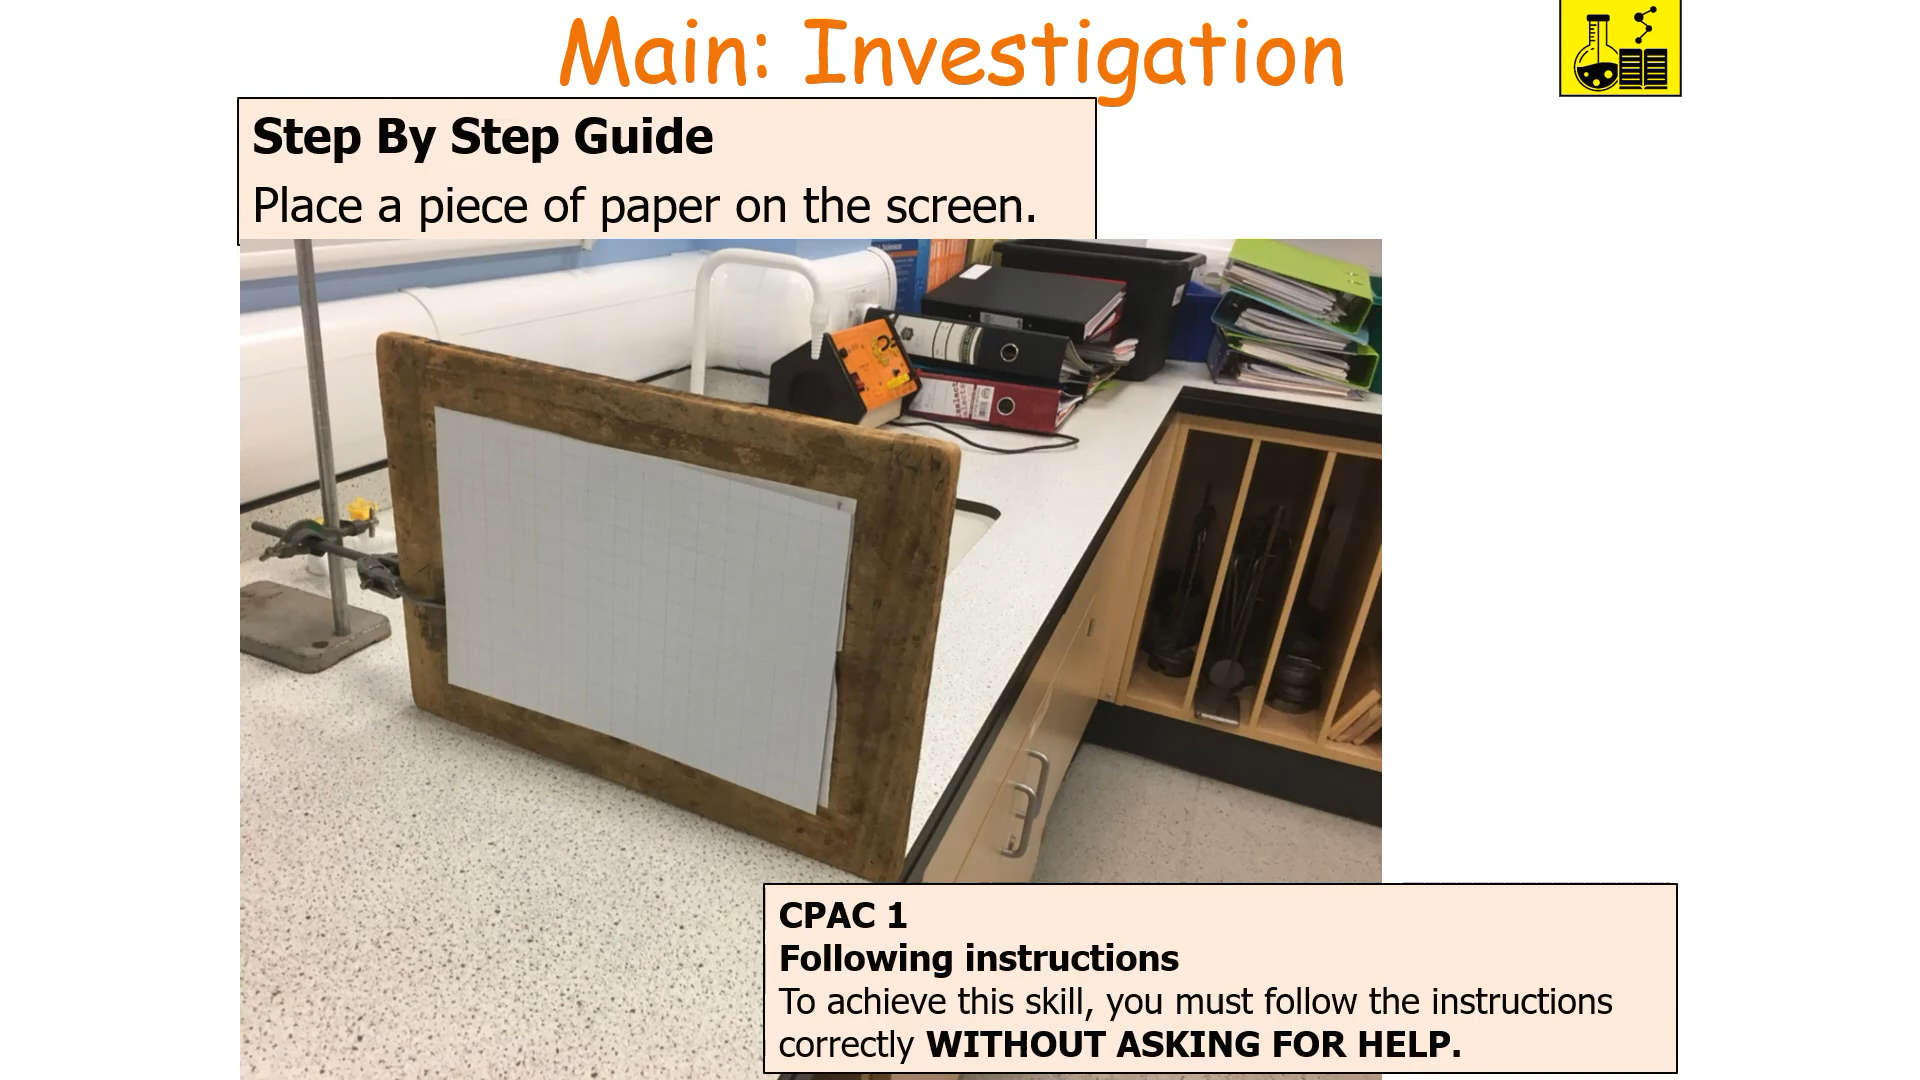 Main: Investigation
Step By Step Guide
Place a piece of paper on the screen.
CPAC 1
Following instructions
To achieve this skill, you must follow the instructions
correctly WITHOUT ASKING FOR HELP.